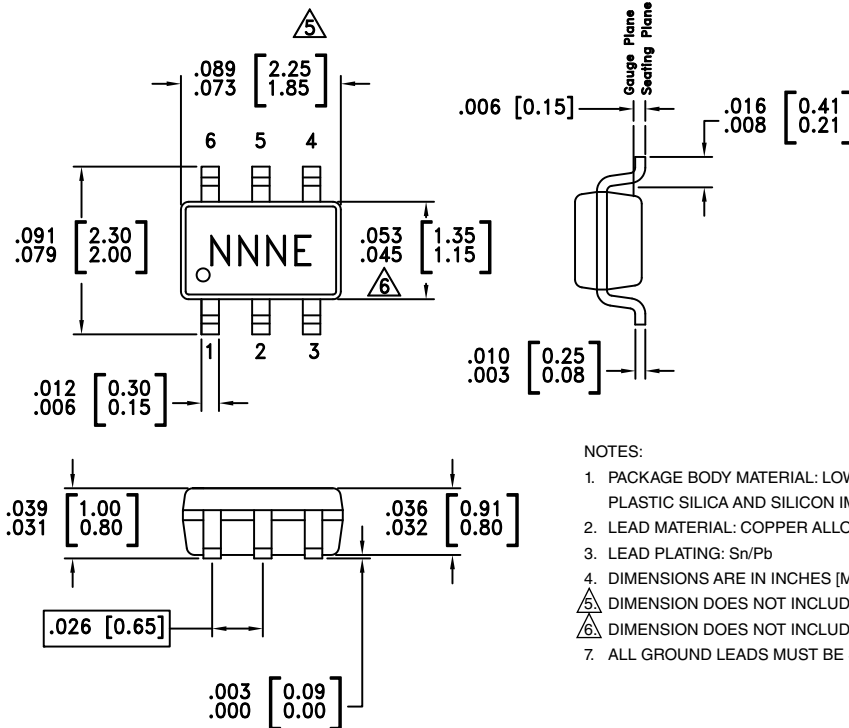 5
.089 [2.25]
.073 [1.85]
6 5 4
.091 [2.30]
.079 [2.00]
NNNE
.053 [1.35]
.045 [1.15]
6
1 2 3
.012 [0.30]
.006 [0.15]
Gauge Plane
Seating Plane
.006 [0.15]
.016 [0.41]
.008 [0.21]
.010 [0.25]
.003 [0.08]
.039 [1.00]
.031 [0.80]
.036 [0.91]
.032 [0.80]
.026 [0.65]
.003 [0.09]
.000 [0.00]
NOTES:
1. PACKAGE BODY MATERIAL:
PLASTIC SILICA AND SILICON
2. LEAD MATERIAL: COPPER
3. LEAD PLATING: Sn/Pb
4. DIMENSIONS ARE IN INCHES
5. DIMENSION DOES NOT
6. DIMENSION DOES NOT
7. ALL GROUND LEADS MUST BE